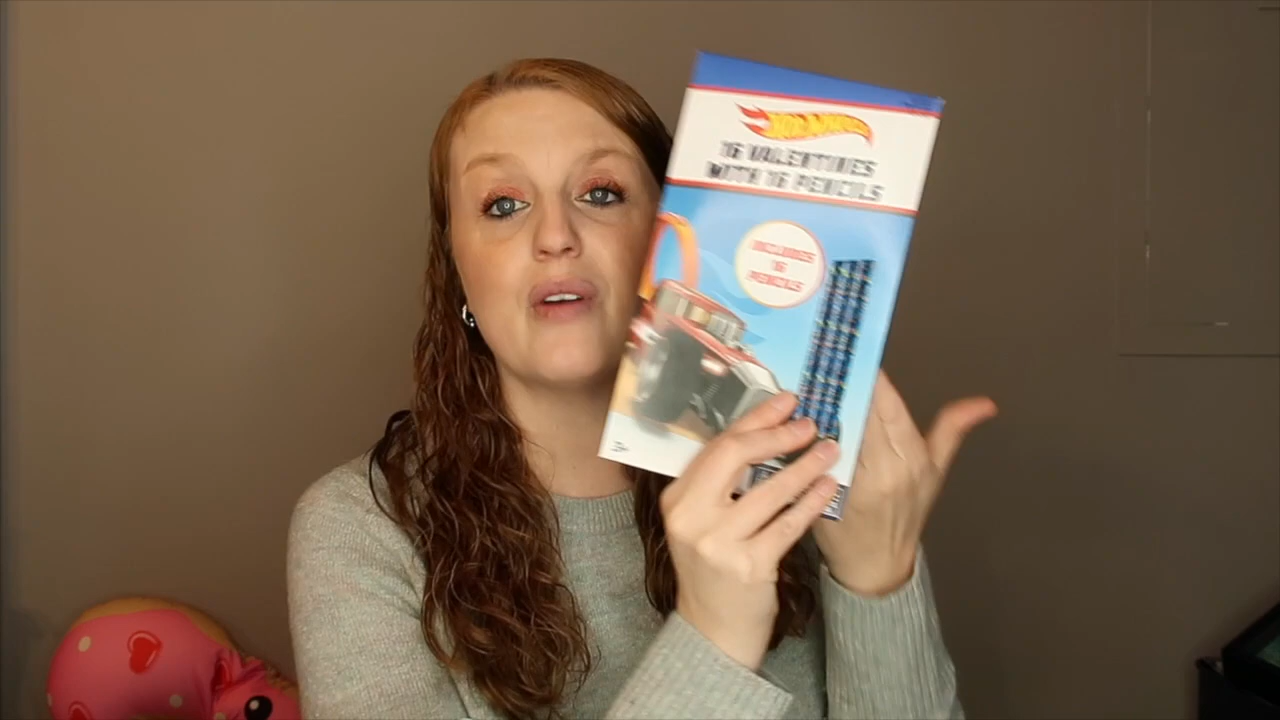 HOT WHEELS
16 VALENTINES
WITH 16 PENCILS
INCLUDES
16
PENCILS